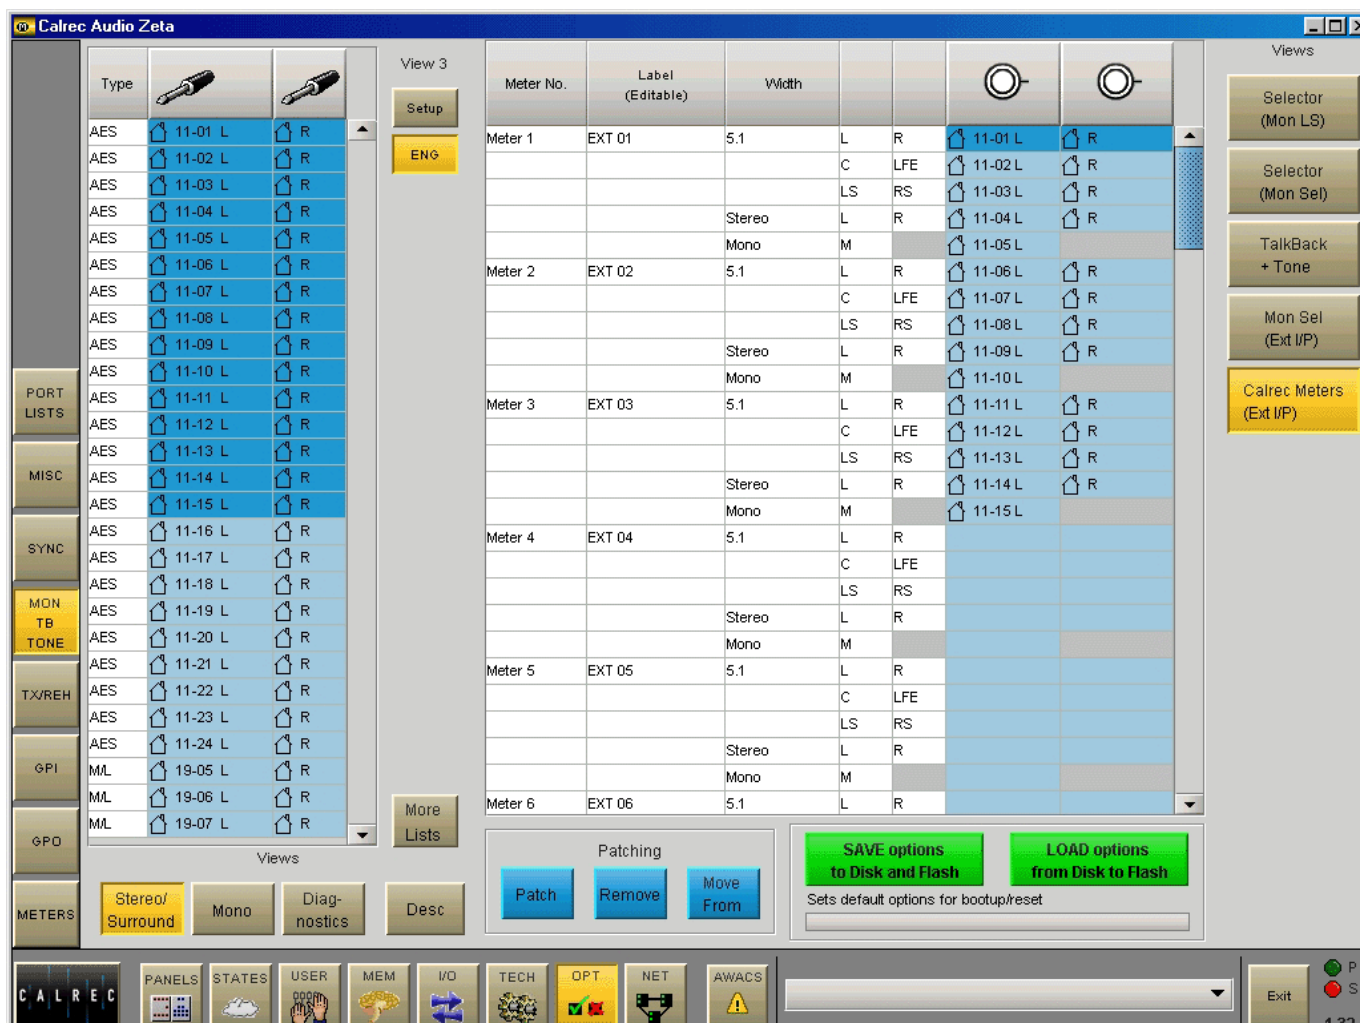 Calrec Audio Zeta
Type
AES 11-01 L R
AES 11-02 L R
AES 11-03 L R
AES 11-04 L R
AES 11-05 L R
AES 11-06 L R
AES 11-07 L R
AES 11-08 L R
AES 11-09 L R
AES 11-10 L R
AES 11-11 L R
AES 11-12 L R
AES 11-13 L R
AES 11-14 L R
AES 11-15 L R
AES 11-16 L R
AES 11-17 L R
AES 11-18 L R
AES 11-19 L R
AES 11-20 L R
AES 11-21 L R
AES 11-22 L R
AES 11-23 L R
AES 11-24 L R
M/L 19-05 L R
M/L 19-06 L R
M/L 19-07 L R
PORT
LISTS
MISC
SYNC
MON
TB
TONE
TX/REH
GPI
GPO
METERS
View 3
Setup
ENG
More
Lists
Views
Stereo/
Surround
Mono
Diag-
nostics
Desc
Meter No. Label
(Editable) Width
Meter 1 EXT 01 5.1 L R 11-01 L R
C LFE 11-02 L R
LS RS 11-03 L R
Stereo L R 11-04 L R
Mono M 11-05 L
Meter 2 EXT 02 5.1 L R 11-06 L R
C LFE 11-07 L R
LS RS 11-08 L R
Stereo L R 11-09 L R
Mono M 11-10 L
Meter 3 EXT 03 5.1 L R 11-11 L R
C LFE 11-12 L R
LS RS 11-13 L R
Stereo L R 11-14 L R
Mono M 11-15 L
Meter 4 EXT 04 5.1 L R
C LFE
LS RS
Stereo L R
Mono M
Meter 5 EXT 05 5.1 L R
C LFE
LS RS
Stereo L R
Mono M
Meter 6 EXT 06 5.1 L R
Patching
Patch
Remove
Move
From
SAVE options
to Disk and Flash
LOAD options
from Disk to Flash
Sets default options for bootup/reset
Views
Selector
(Mon LS)
Selector
(Mon Sel)
TalkBack
+ Tone
Mon Sel
(Ext I/P)
Calrec Meters
(Ext I/P)
CALREC
PANELS
STATES
USER
MEM
I/O
TECH
OPT
NET
AWACS
Exit
P
S